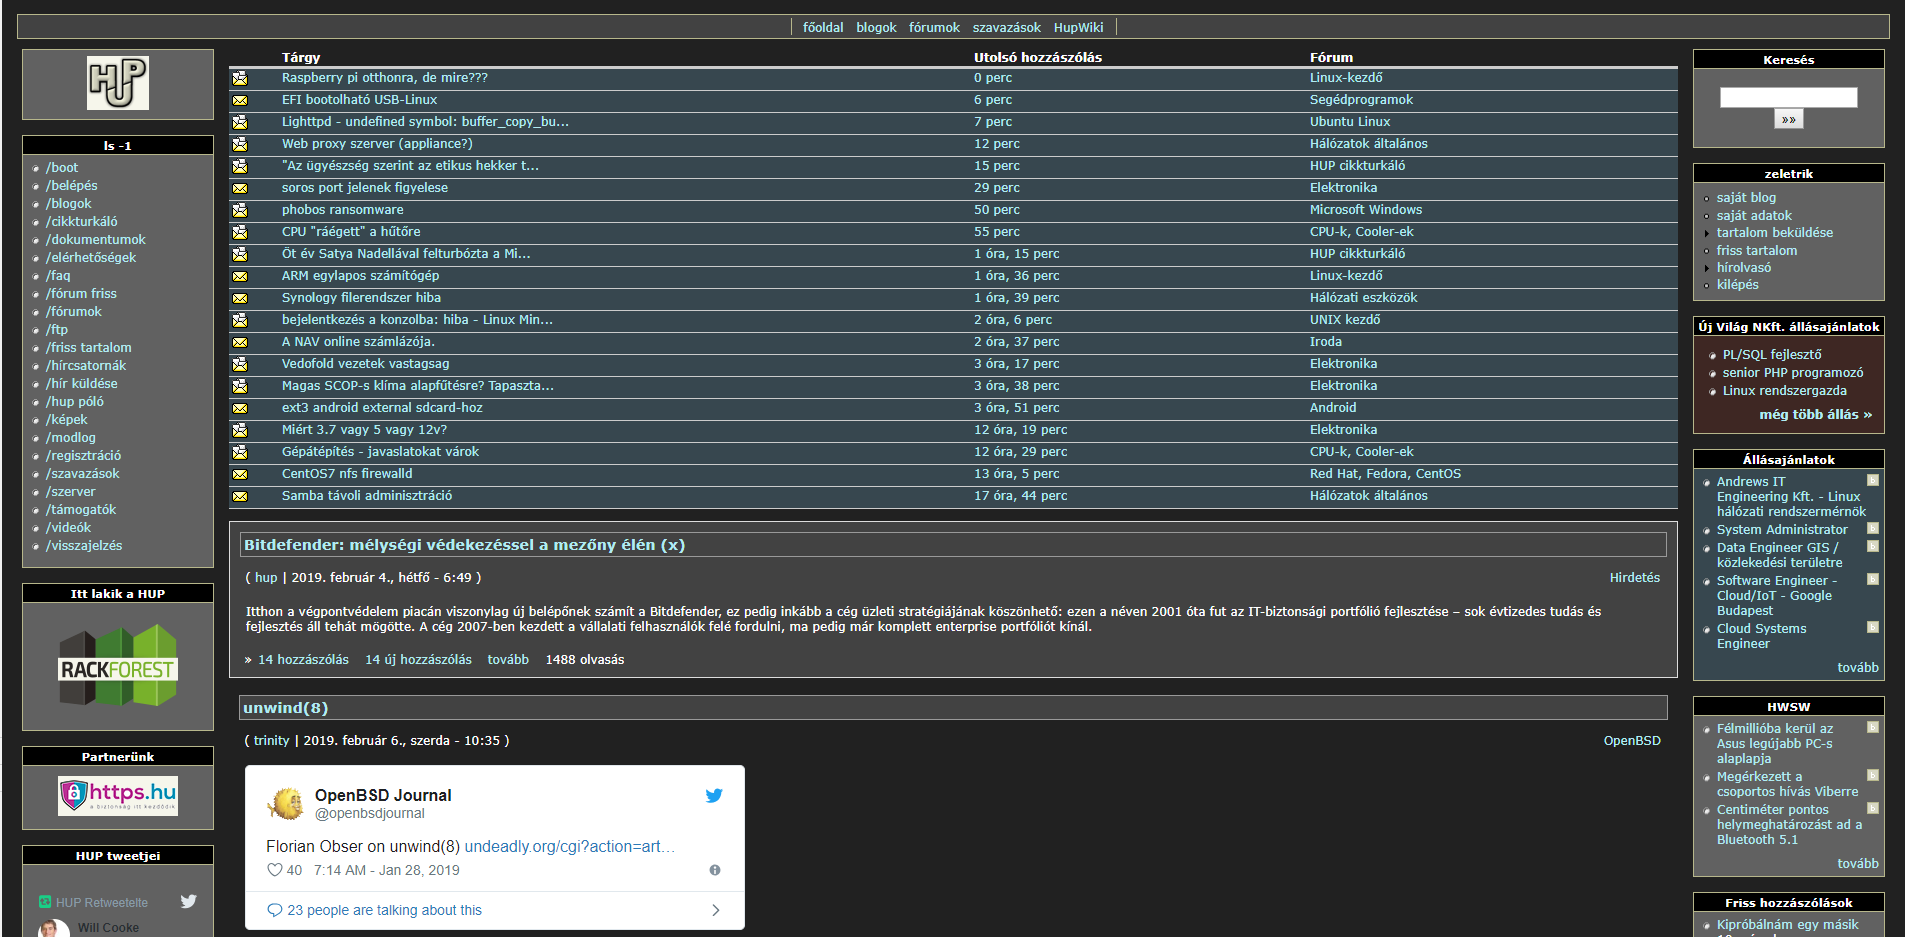 főoldal blogok fórumok szavazások HupWiki
HUP
ls -1
/boot
/belépés
/blogok
/cikkturkáló
/dokumentumok
/elérhetőségek
/faq
/fórum friss
/fórumok
/ftp
/friss tartalom
/hírcsatornák
/hír küldése
/hup póló
/képek
/modlog
/regisztráció
/szavazások
/szerver
/támogatók
/videók
/visszajelzés
Itt lakik a HUP
RACKFOREST
Partnerünk
https.hu
a biztonság itt kezdődik
HUP tweetjei
HUP Retweetelte
Will Cooke
Tárgy Utolsó hozzászólás Fórum
Raspberry pi otthonra, de mire??? 0 perc Linux-kezdő
EFI bootolható USB-Linux 6 perc Segédprogramok
Lighttpd - undefined symbol: buffer_copy_bu... 7 perc Ubuntu Linux
Web proxy szerver (appliance?) 12 perc Hálózatok általános
"Az ügyészség szerint az etikus hekker t... 15 perc HUP cikkturkáló
soros port jelenek figyelese 29 perc Elektronika
phobos ransomware 50 perc Microsoft Windows
CPU "ráégett" a hűtőre 55 perc CPU-k, Cooler-ek
Öt év Satya Nadellával felturbózta a Mi... 1 óra, 15 perc HUP cikkturkáló
ARM egylapos számítógép 1 óra, 36 perc Linux-kezdő
Synology filerendszer hiba 1 óra, 39 perc Hálózati eszközök
bejelentkezés a konzolba: hiba - Linux Min... 2 óra, 6 perc UNIX kezdő
A NAV online számlázója. 2 óra, 37 perc Iroda
Vedofold vezetek vastagsag 3 óra, 17 perc Elektronika
Magas SCOP-s klíma alapfűtésre? Tapaszta... 3 óra, 38 perc Elektronika
ext3 android external sdcard-hoz 3 óra, 51 perc Android
Miért 3.7 vagy 5 vagy 12v? 12 óra, 19 perc Elektronika
Gépátépítés - javaslatokat várok 12 óra, 29 perc CPU-k, Cooler-ek
CentOS7 nfs firewalld 13 óra, 5 perc Red Hat, Fedora, CentOS
Samba távoli adminisztráció 17 óra, 44 perc Hálózatok általános
Bitdefender: mélységi védekezéssel a mezőny élén (x)
( hup | 2019. február 4., hétfő - 6:49 ) Hirdetés
Itthon a végpontvédelem piacán viszonylag új belépőnek számít a Bitdefender, ez pedig inkább a cég üzleti stratégiájának köszönhető: ezen a néven 2001 óta fut az IT-biztonsági portfólió fejlesztése – sok évtizedes tudás és
fejlesztés áll tehát mögötte. A cég 2007-ben kezdett a vállalati felhasználók felé fordulni, ma pedig már komplett enterprise portfóliót kínál.
» 14 hozzászólás 14 új hozzászólás tovább 1488 olvasás
unwind(8)
( trinity | 2019. február 6., szerda - 10:35 ) OpenBSD
OpenBSD Journal
@openbsdjournal
Florian Obser on unwind(8) undeadly.org/cgi?action=art…
40 7:14 AM - Jan 28, 2019
23 people are talking about this
Keresés
»»
zeletrik
saját blog
saját adatok
tartalom beküldése
friss tartalom
hírolvasó
kilépés
Új Világ NKft. állásajánlatok
PL/SQL fejlesztő
senior PHP programozó
Linux rendszergazda
még több állás »
Állásajánlatok
Andrews IT b
Engineering Kft. - Linux
hálózati rendszermérnök
System Administrator b
Data Engineer GIS / b
közlekedési területre
Software Engineer - b
Cloud/IoT - Google
Budapest
Cloud Systems b
Engineer
tovább
HWSW
Félmillióba kerül az b
Asus legújabb PC-s
alaplapja
Megérkezett a b
csoportos hívás Viberre
Centiméter pontos b
helymeghatározást ad a
Bluetooth 5.1
tovább
Friss hozzászólások
Kipróbálnám egy másik